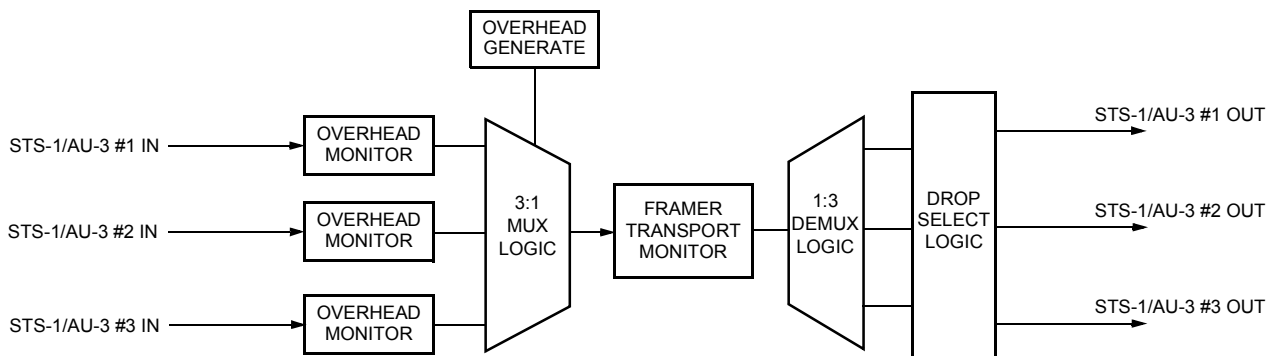 OVERHEAD
GENERATE
STS-1/AU-3 #1 IN
OVERHEAD
MONITOR
STS-1/AU-3 #2 IN
OVERHEAD
MONITOR
STS-1/AU-3 #3 IN
OVERHEAD
MONITOR
3:1
MUX
LOGIC
FRAMER
TRANSPORT
MONITOR
1:3
DEMUX
LOGIC
DROP
SELECT
LOGIC
STS-1/AU-3 #1 OUT
STS-1/AU-3 #2 OUT
STS-1/AU-3 #3 OUT